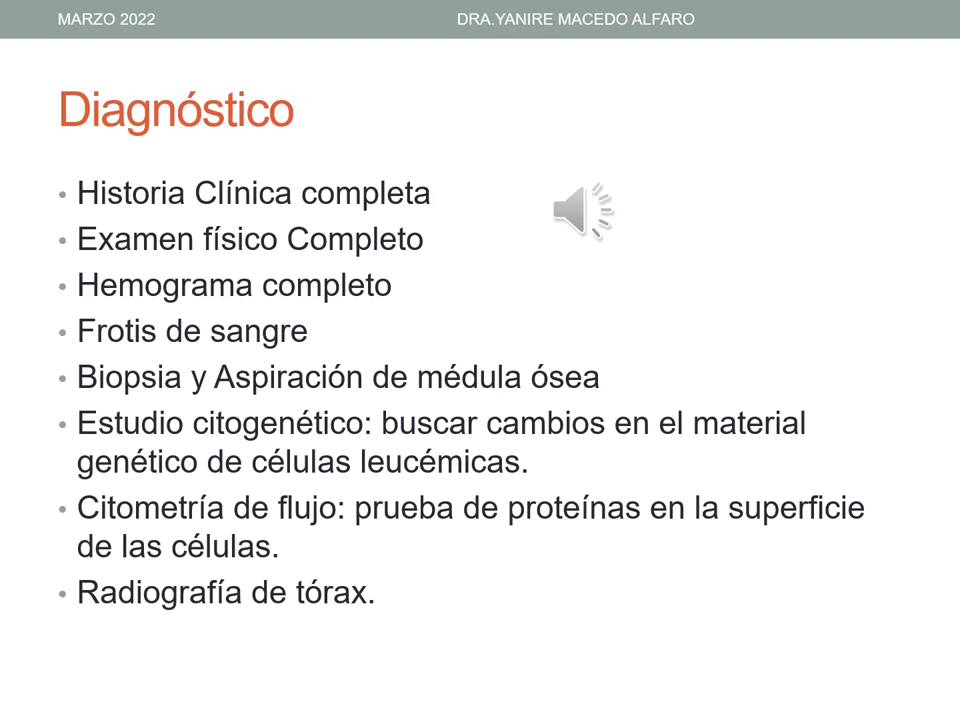 MARZO 2022 DRA.YANIRE MACEDO ALFARO
Diagnóstico
• Historia Clínica completa
• Examen físico Completo
• Hemograma completo
• Frotis de sangre
• Biopsia y Aspiración de médula ósea
• Estudio citogenético: buscar cambios en el material
genético de células leucémicas.
• Citometría de flujo: prueba de proteínas en la superficie
de las células.
• Radiografía de tórax.